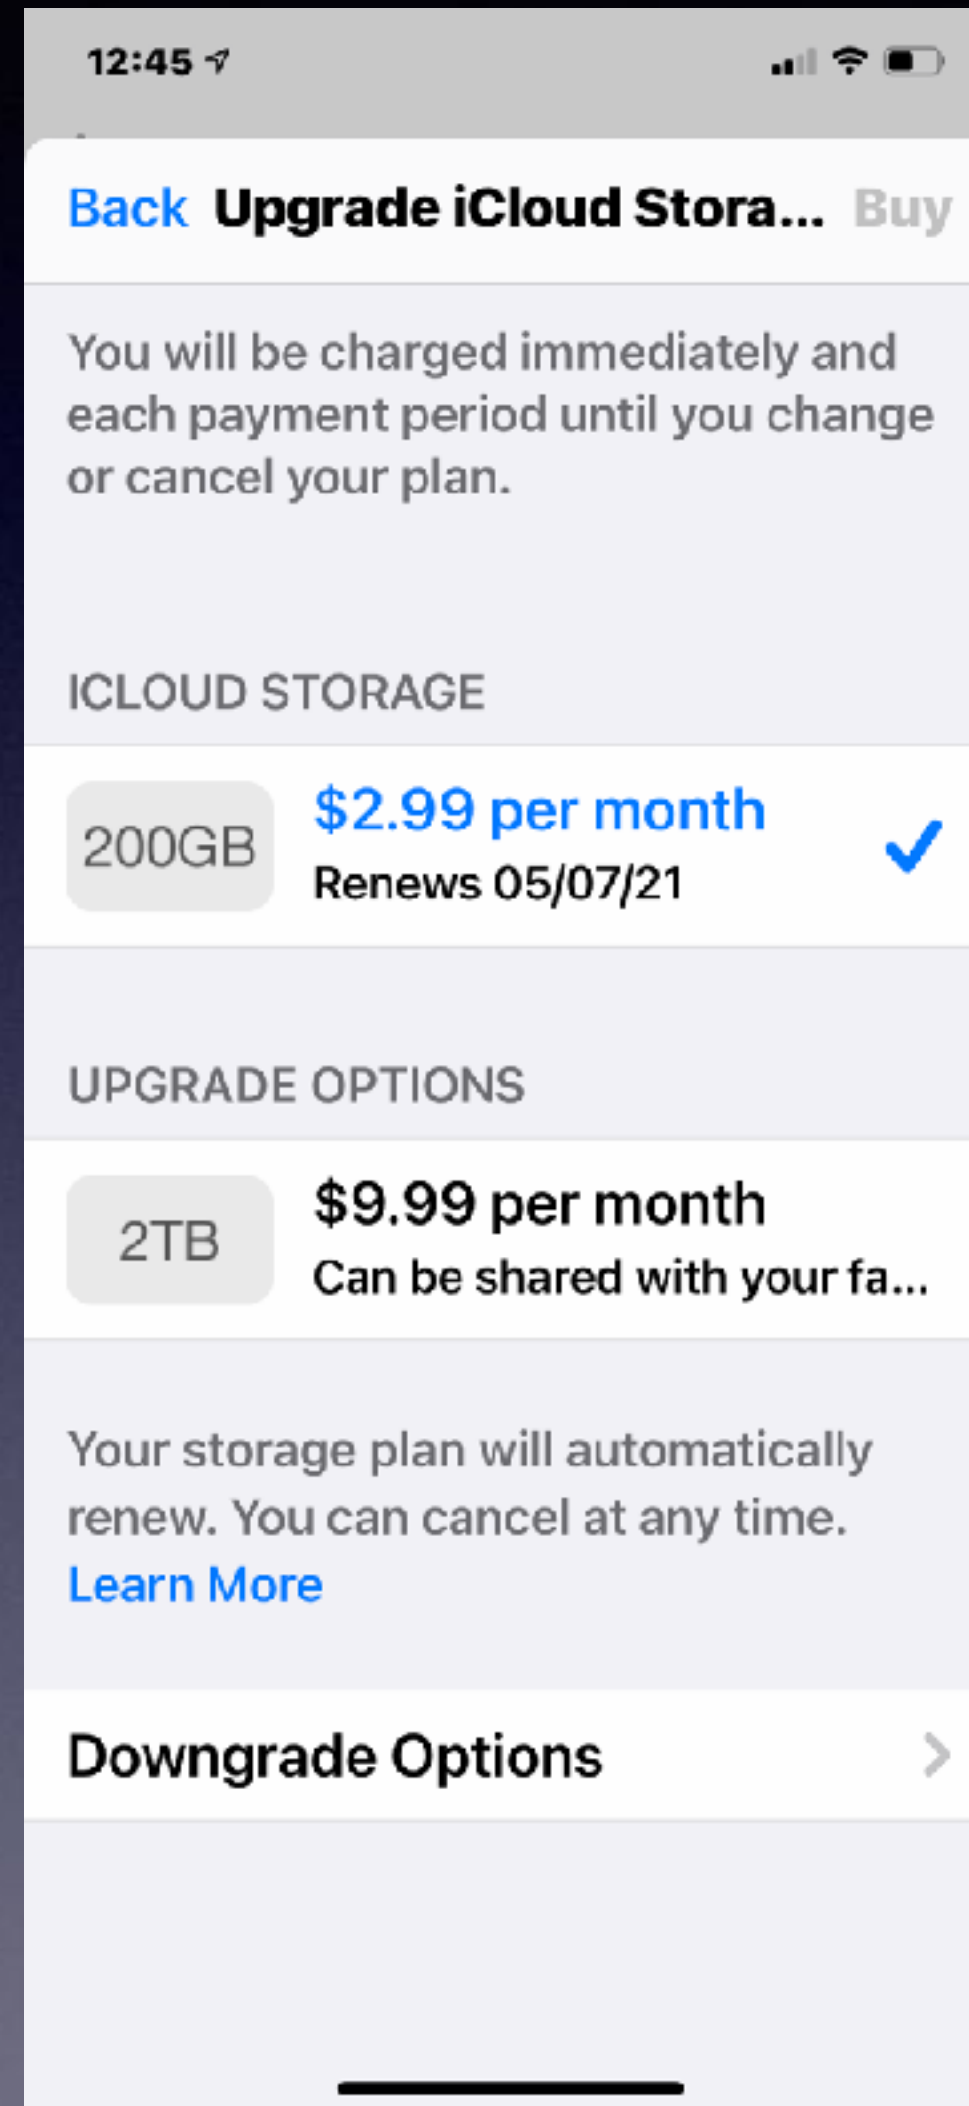 12:45
Back Upgrade iCloud Stora... Buy
You will be charged immediately and
each payment period until you change
or cancel your plan.
ICLOUD STORAGE
200GB $2.99 per month
Renews 05/07/21
UPGRADE OPTIONS
2TB $9.99 per month
Can be shared with your fa...
Your storage plan will automatically
renew. You can cancel at any time.
Learn More
Downgrade Options